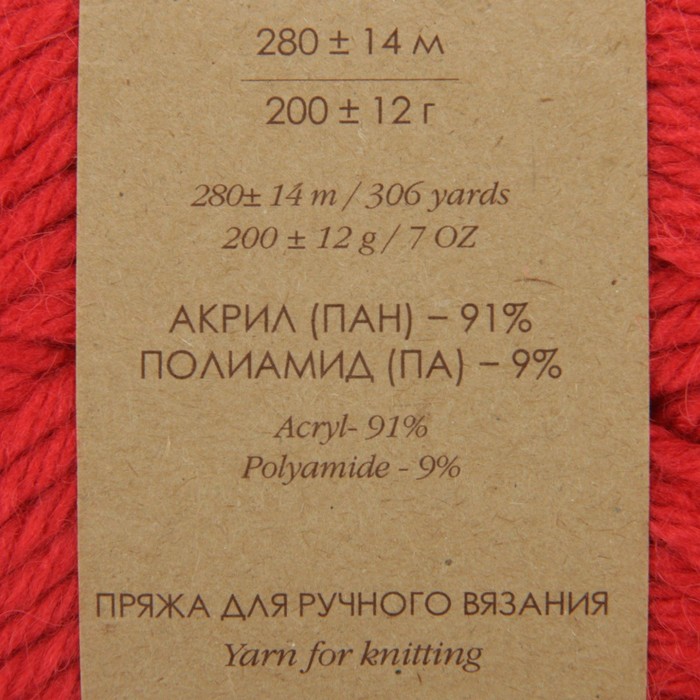 280 ± 14 м
200 ± 12 г
280± 14 m / 306 yards
200 ± 12 g / 7 OZ
АКРИЛ (ПАН) – 91%
ПОЛИАМИД (ПА) – 9%
Acryl- 91%
Polyamide - 9%
ПРЯЖА ДЛЯ РУЧНОГО ВЯЗАНИЯ
Yarn for knitting